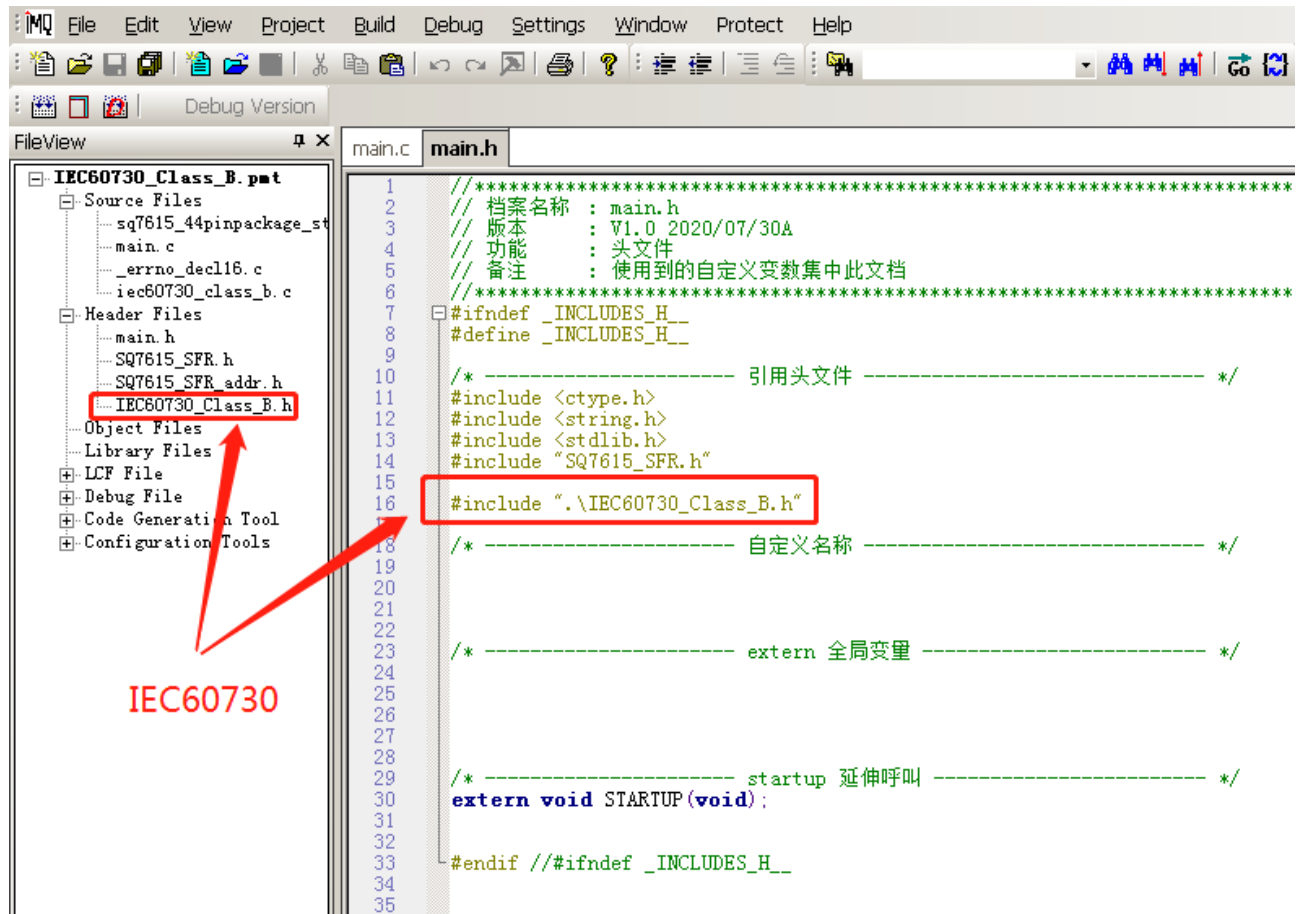 iMQ File Edit View Project Build Debug Settings Window Protect Help
GO
Debug Version
FileView
IEC60730_Class_B.pmt
Source Files
sq7615_44pinpackage_st
main.c
_errno_decl16.c
iec60730_class_b.c
Header Files
main.h
SQ7615_SFR.h
SQ7615_SFR_addr.h
IEC60730_Class_B.h
Object Files
Library Files
LCF File
Debug File
Code Generation Tool
Configuration Tools
IEC60730
main.c main.h
1 //*************************************************************************
2 // 档案名称 : main.h
3 // 版本 : V1.0 2020/07/30A
4 // 功能 : 头文件
5 // 备注 : 使用到的自定义变数集中此文档
6 //*************************************************************************
7 #ifndef _INCLUDES_H__
8 #define _INCLUDES_H__
9
10 /* ---------------------- 引用头文件 ------------------------------ */
11 #include <ctype.h>
12 #include <string.h>
13 #include <stdlib.h>
14 #include "SQ7615_SFR.h"
15
16 #include ".\IEC60730_Class_B.h"
17
18 /* ---------------------- 自定义名称 ------------------------------ */
19
20
21
22
23 /* ---------------------- extern 全局变量 ------------------------- */
24
25
26
27
28
29 /* ---------------------- startup 延伸呼叫 ------------------------ */
30 extern void STARTUP(void);
31
32
33 #endif //#ifndef _INCLUDES_H__
34
35